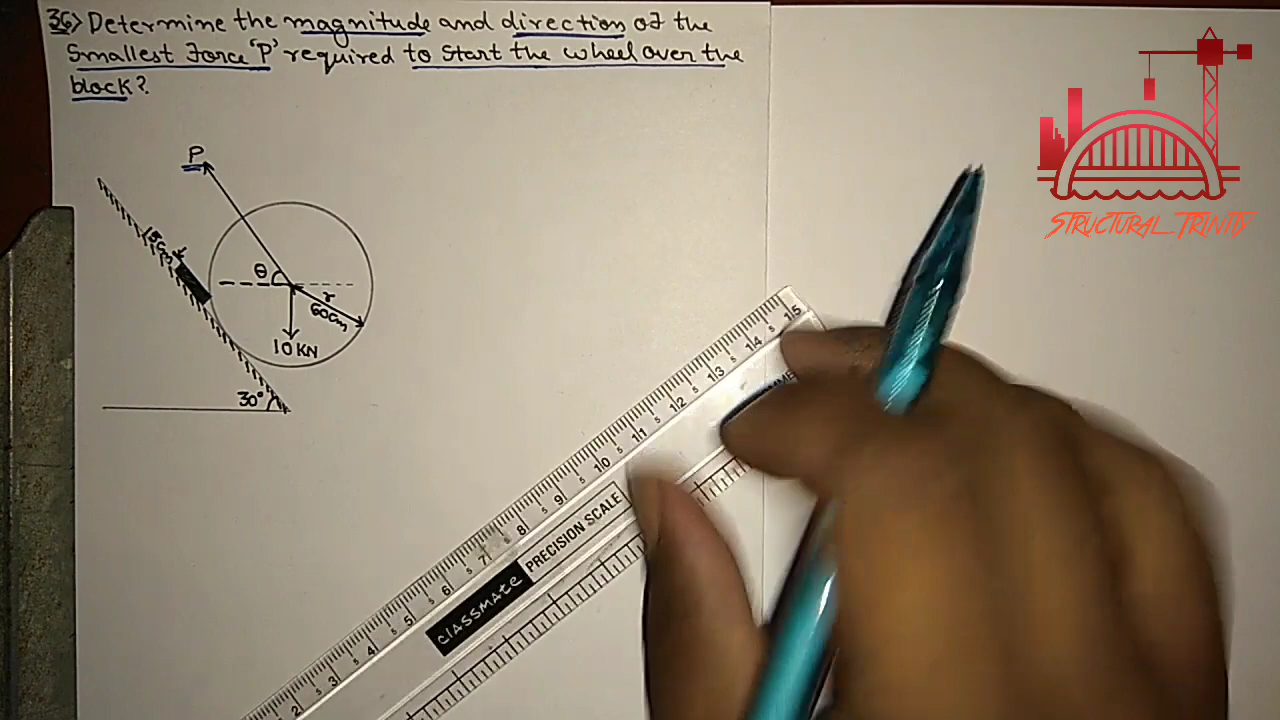 36> Determine the magnitude and direction of the
Smallest Force 'P' required to start the wheel over the
block?
P
15cm
θ
r
60cm
10 KN
30°
STRUCTURAL_TRINITY
2 3 4 5 6 7 8 9 10 11 12 13 14 15
classmate PRECISION SCALE